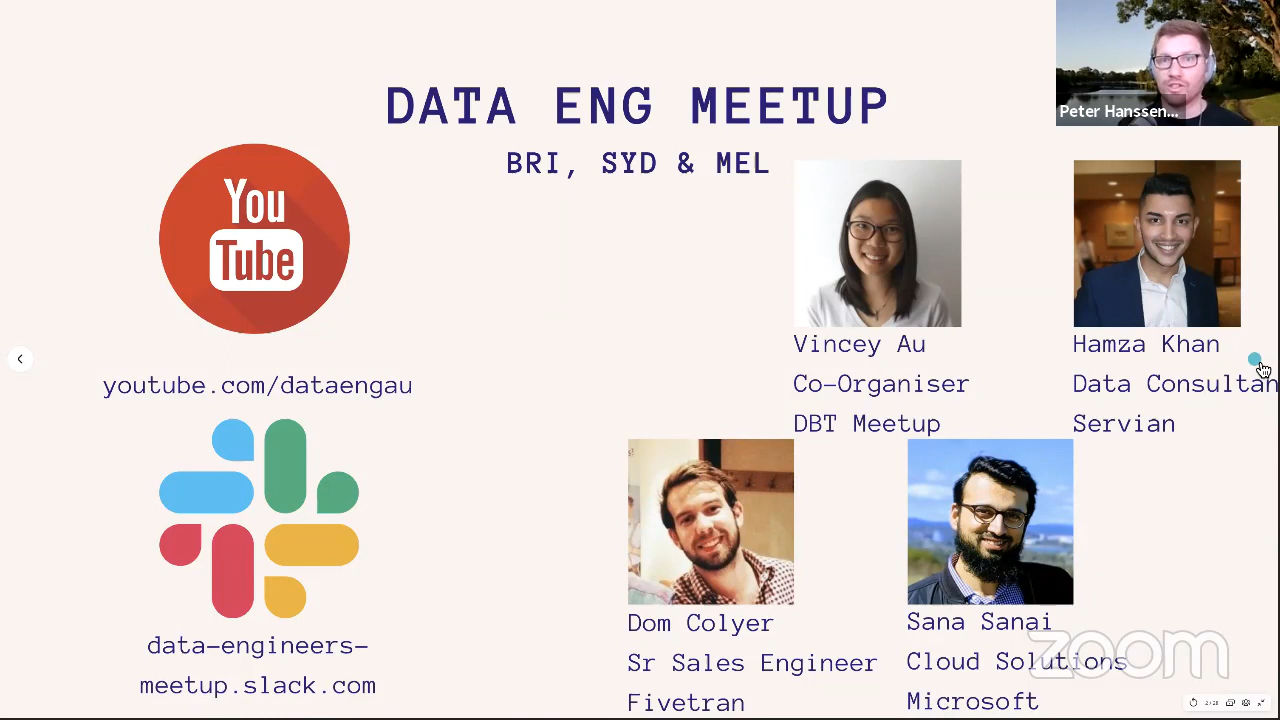 DATA ENG MEETUP
BRI, SYD & MEL
Peter Hanssen...
You
Tube
youtube.com/dataengau
data-engineers-
meetup.slack.com
Vincey Au
Co-Organiser
DBT Meetup
Hamza Khan
Data Consultan
Servian
Dom Colyer
Sr Sales Engineer
Fivetran
Sana Sanai
Cloud Solutions
Microsoft
zoom